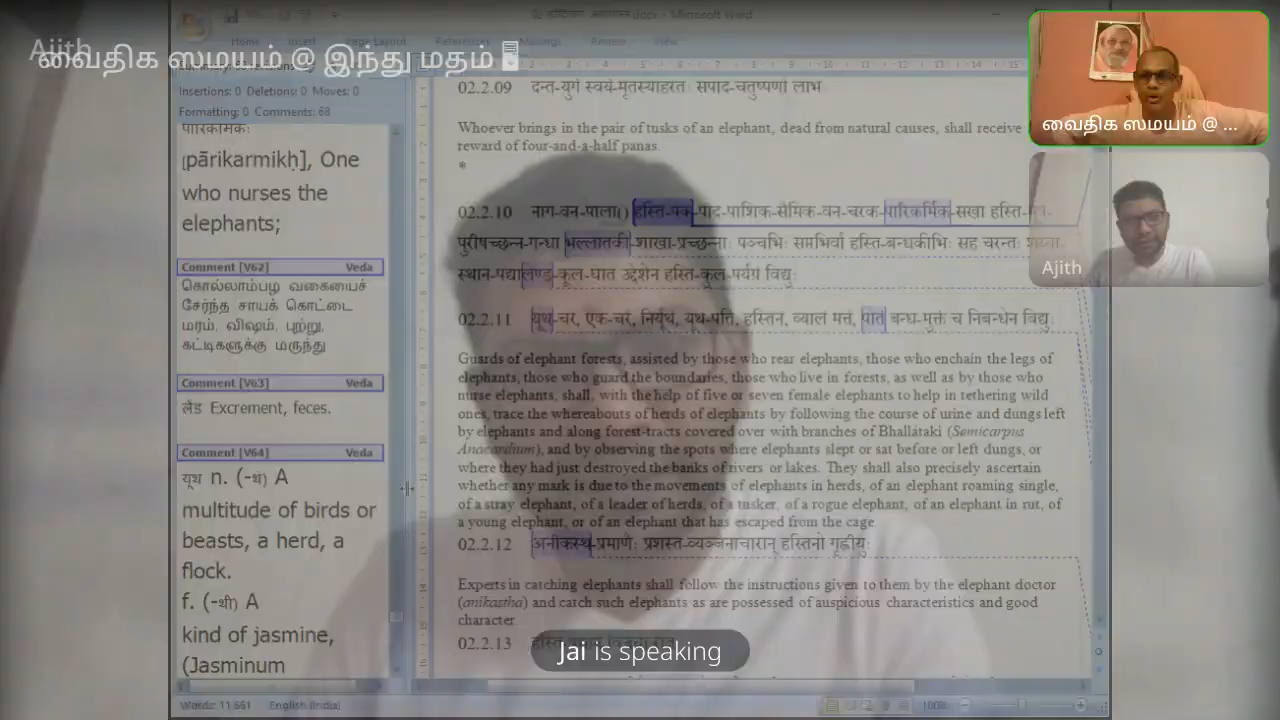 Ajith
வைதிக ஸமயம் @ இந்து மதம்
Microsoft Word
Insertions: 0 Deletions: 0 Moves: 0
Formatting: 0 Comments: 68
[pārikarmikḥ], One
who nurses the
elephants;
Comment [V62] Veda
கொல்லாம்பழ வகையைச்
சேர்ந்த சாயக் கொட்டை
மரம், விஷம், புற்று,
கட்டிகளுக்கு மருந்து
Comment [V63] Veda
लेंड Excrement, feces.
Comment [V64] Veda
यूथ n. (-थं) A
multitude of birds or
beasts, a herd, a
flock.
f. (-थी) A
kind of jasmine,
(Jasminum
Words: 11,661 English (India)
02.2.09 दन्त-युगं स्वयं-मृतस्याहरतः सपाद-चतुष्पणो लाभः
Whoever brings in the pair of tusks of an elephant, dead from natural causes, shall receive
reward of four-and-a-half panas.
*
02.2.10 नाग-वन-पाला() हस्ति-पक-पाद-पाशिक-सैमिक-वन-चरक-पारिकर्मिक-सखा हस्ति-
पुरीषच्छन्न-गन्धा भल्लातकी-शाखा-प्रच्छन्नाः पञ्चभिः सप्तभिर्वा हस्ति-बन्धकीभिः सह चरन्तः
स्थान-पद्या लण्ड-कूल-घात उद्देशेन हस्ति-कुल-पर्यग्रं विद्युः
02.2.11 यूथ-चरं, एक-चरं, निर्यूथं, यूथ-पतिं, हस्तिनं, व्यालं मत्तं, पोतं बन्ध-मुक्तं च निबन्धेन विद्युः
Guards of elephant forests, assisted by those who rear elephants, those who enchain the legs of
elephants, those who guard the boundaries, those who live in forests, as well as by those who
nurse elephants, shall, with the help of five or seven female elephants to help in tethering wild
ones, trace the whereabouts of herds of elephants by following the course of urine and dungs left
by elephants and along forest-tracts covered over with branches of Bhallátaki (Semicarpus
Anacardium), and by observing the spots where elephants slept or sat before or left dungs, or
where they had just destroyed the banks of rivers or lakes. They shall also precisely ascertain
whether any mark is due to the movements of elephants in herds, of an elephant roaming single,
of a stray elephant, of a leader of herds, of a tusker, of a rogue elephant, of an elephant in rut, of
a young elephant, or of an elephant that has escaped from the cage.
02.2.12 अनीकस्थ-प्रमाणैः प्रशस्त-व्यञ्जनाचारान् हस्तिनो गृह्णीयुः
Experts in catching elephants shall follow the instructions given to them by the elephant doctor
(anikastha) and catch such elephants as are possessed of auspicious characteristics and good
character.
02.2.13
Jai is speaking
100%
வைதிக ஸமயம் @ ...
Ajith